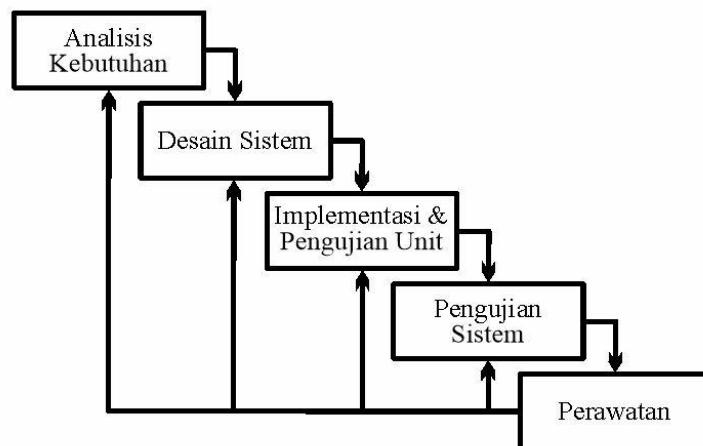 Analisis
Kebutuhan
Desain Sistem
Implementasi &
Pengujian Unit
Pengujian
Sistem
Perawatan